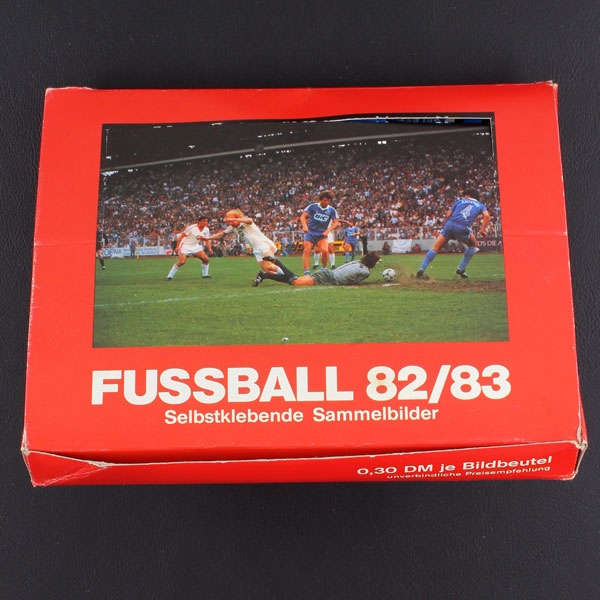 FUSSBALL 82/83
Selbstklebende Sammelbilder
0,30 DM je Bildbeutel
unverbindliche Preisempfehlung